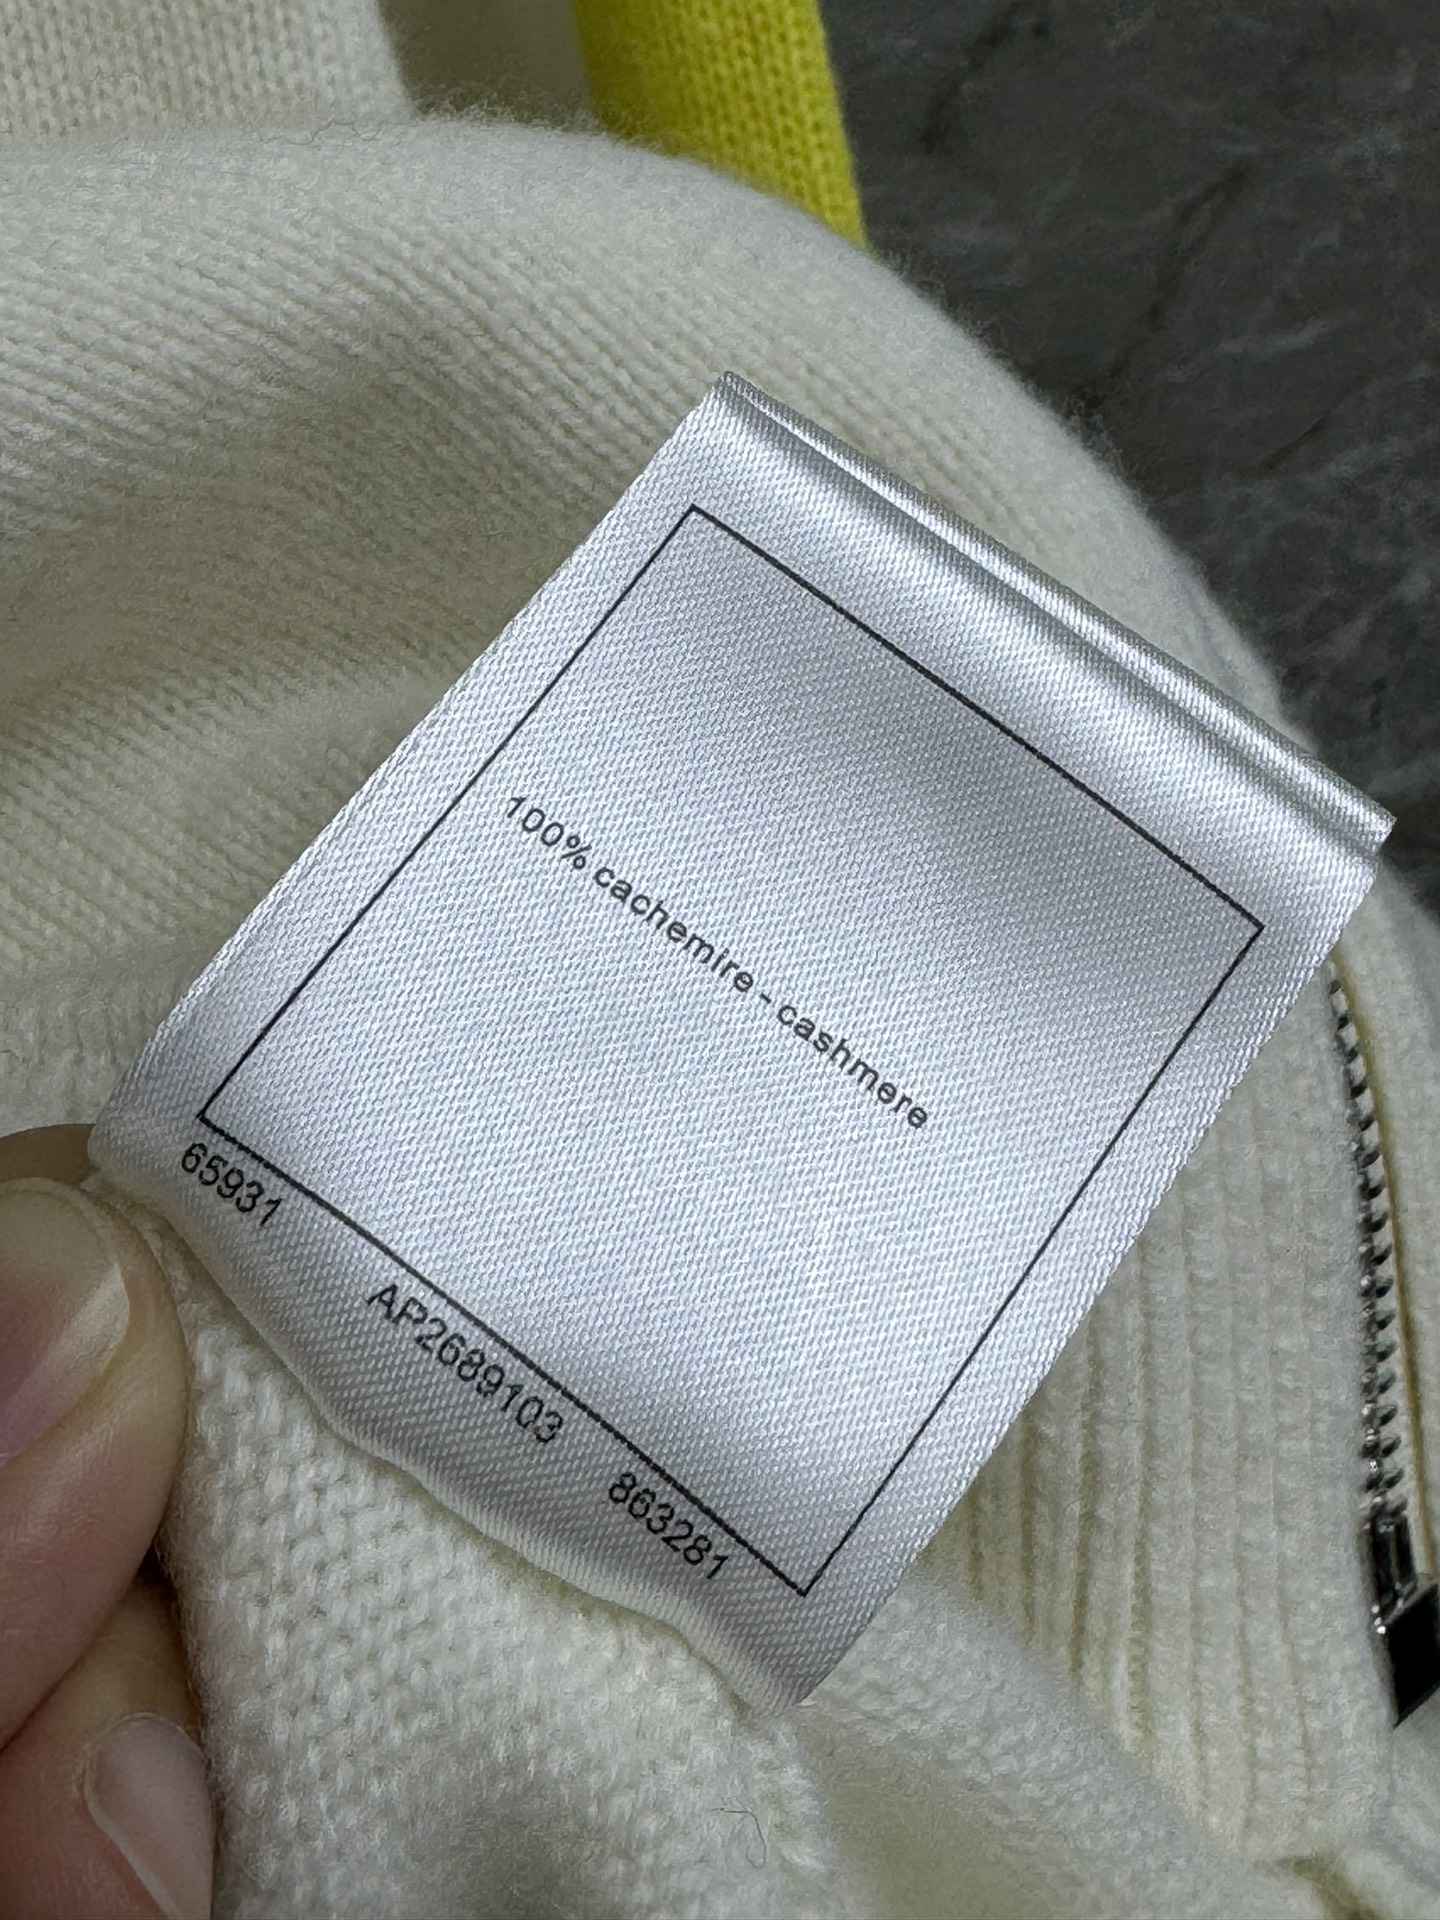 100% cachemire - cashmere
65931 AP2689103 863281